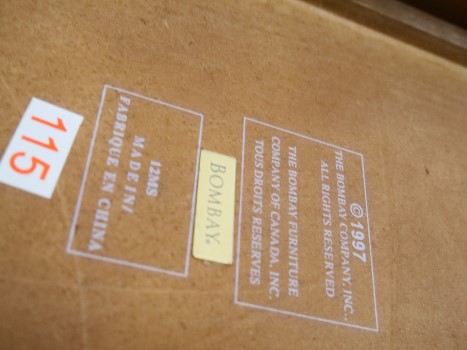 © 1997
THE BOMBAY COMPANY, INC.,
ALL RIGHTS RESERVED
THE BOMBAY FURNITURE
COMPANY OF CANADA, INC.
TOUS DROITS RESERVES
BOMBAY.
12MS
MADE IN
FABRIQUE EN CHINA
115